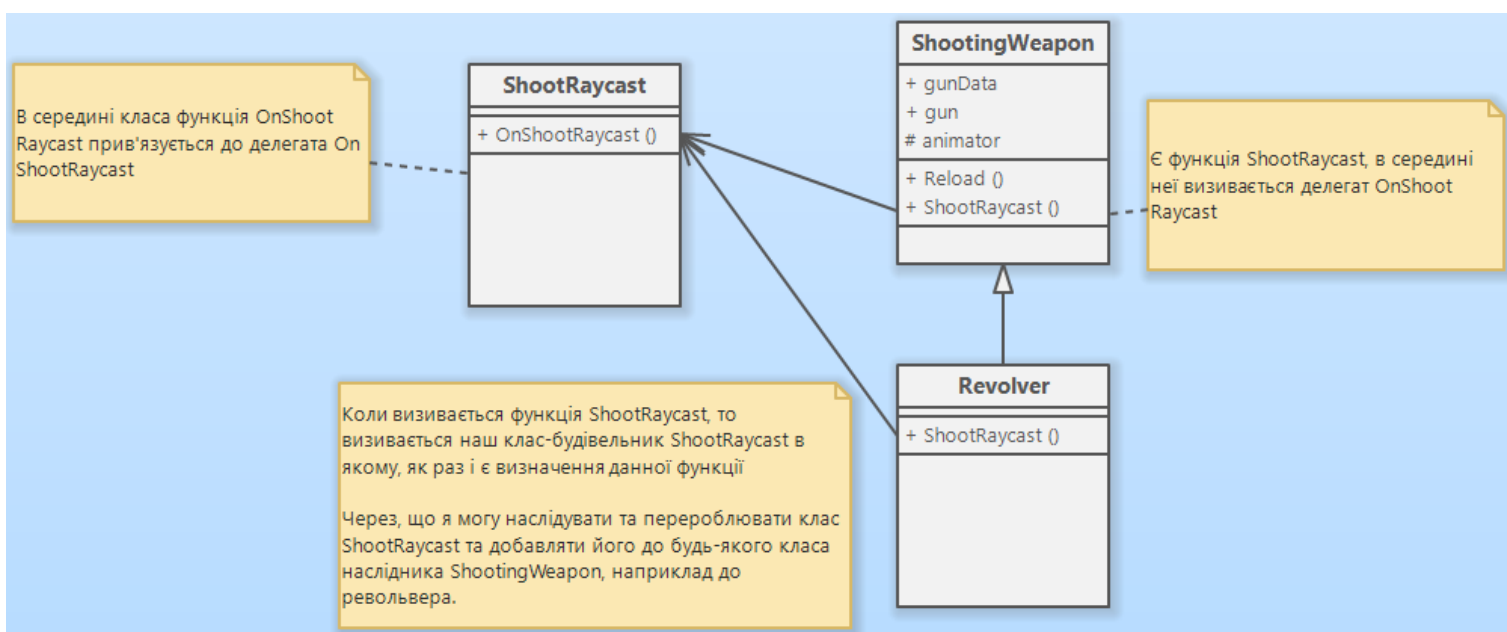 В середині класа функція OnShoot
Raycast прив'язується до делегата On
ShootRaycast
ShootRaycast
+ OnShootRaycast ()
ShootingWeapon
+ gunData
+ gun
# animator
+ Reload ()
+ ShootRaycast ()
Є функція ShootRaycast, в середині
неї визивається делегат OnShoot
Raycast
Коли визивається функція ShootRaycast, то
визивається наш клас-будівельник ShootRaycast в
якому, як раз і є визначення данної функції
Через, що я могу наслідувати та перероблювати клас
ShootRaycast та добавляти його до будь-якого класа
наслідника ShootingWeapon, наприклад до
револьвера.
Revolver
+ ShootRaycast ()